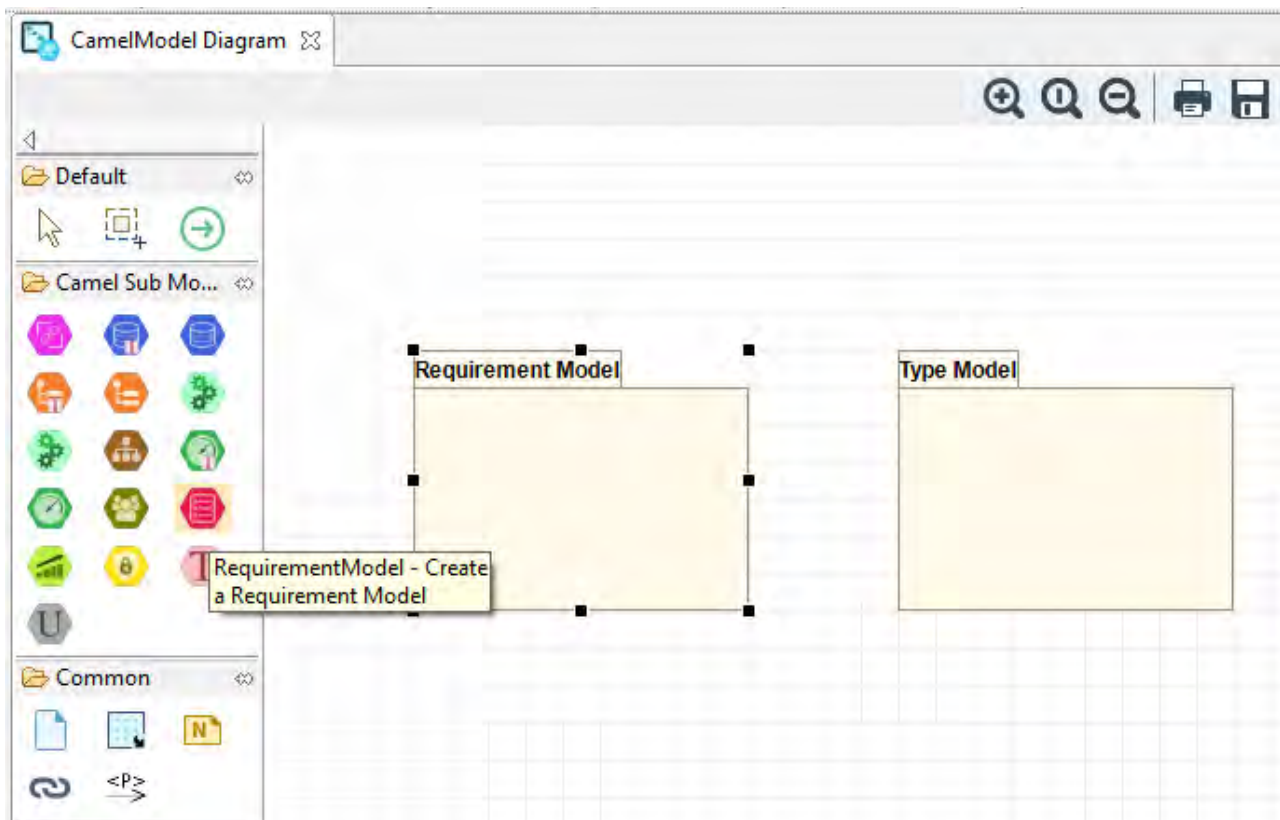 CamelModel Diagram
Default
Camel Sub Mo...
Requirement Model
Type Model
T
RequirementModel - Create
a Requirement Model
U
Common
N
<P>